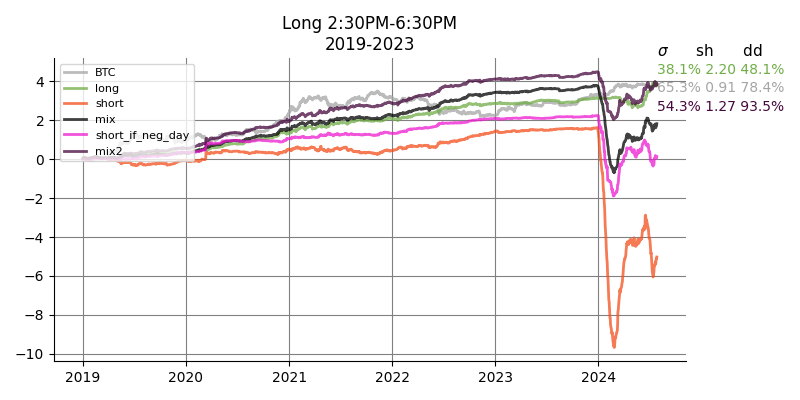 Long 2:30PM-6:30PM
2019-2023
σ sh dd
38.1% 2.20 48.1%
65.3% 0.91 78.4%
54.3% 1.27 93.5%
BTC
long
short
mix
short_if_neg_day
mix2
4
2
0
−2
−4
−6
−8
−10
2019 2020 2021 2022 2023 2024